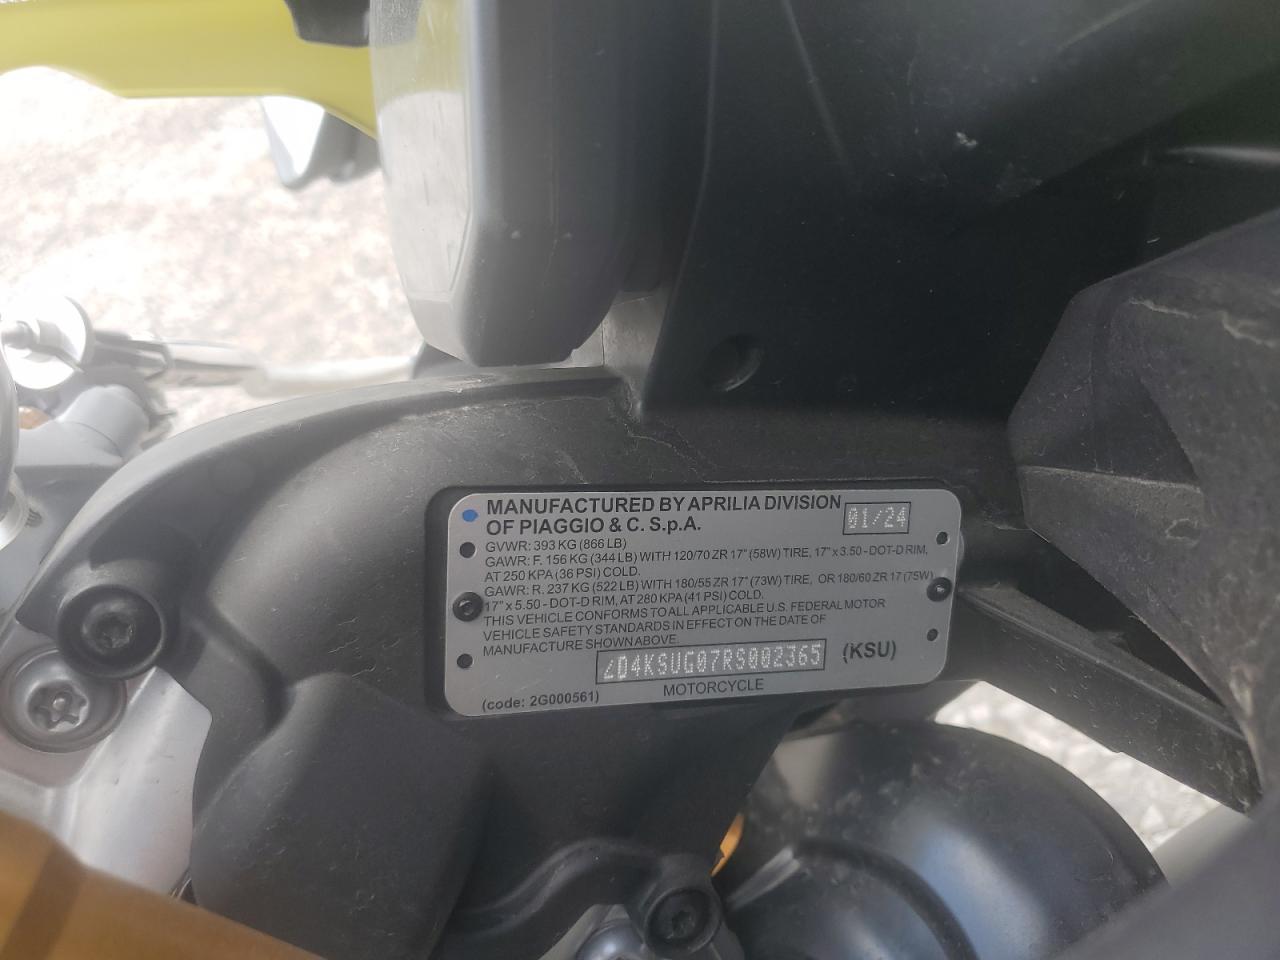 MANUFACTURED BY APRILIA DIVISION
OF PIAGGIO & C. S.p.A.
01/24
GVWR: 393 KG (866 LB)
GAWR: F. 156 KG (344 LB) WITH 120/70 ZR 17" (58W) TIRE, 17" x 3.50 - DOT-D RIM,
AT 250 KPA (36 PSI) COLD.
GAWR: R. 237 KG (522 LB) WITH 180/55 ZR 17" (73W) TIRE, OR 180/60 ZR 17 (75W)
17" x 5.50 - DOT-D RIM, AT 280 KPA (41 PSI) COLD.
THIS VEHICLE CONFORMS TO ALL APPLICABLE U.S. FEDERAL MOTOR
VEHICLE SAFETY STANDARDS IN EFFECT ON THE DATE OF
MANUFACTURE SHOWN ABOVE.
ZD4KSUG07RS002365
(KSU)
(code: 2G000561)
MOTORCYCLE